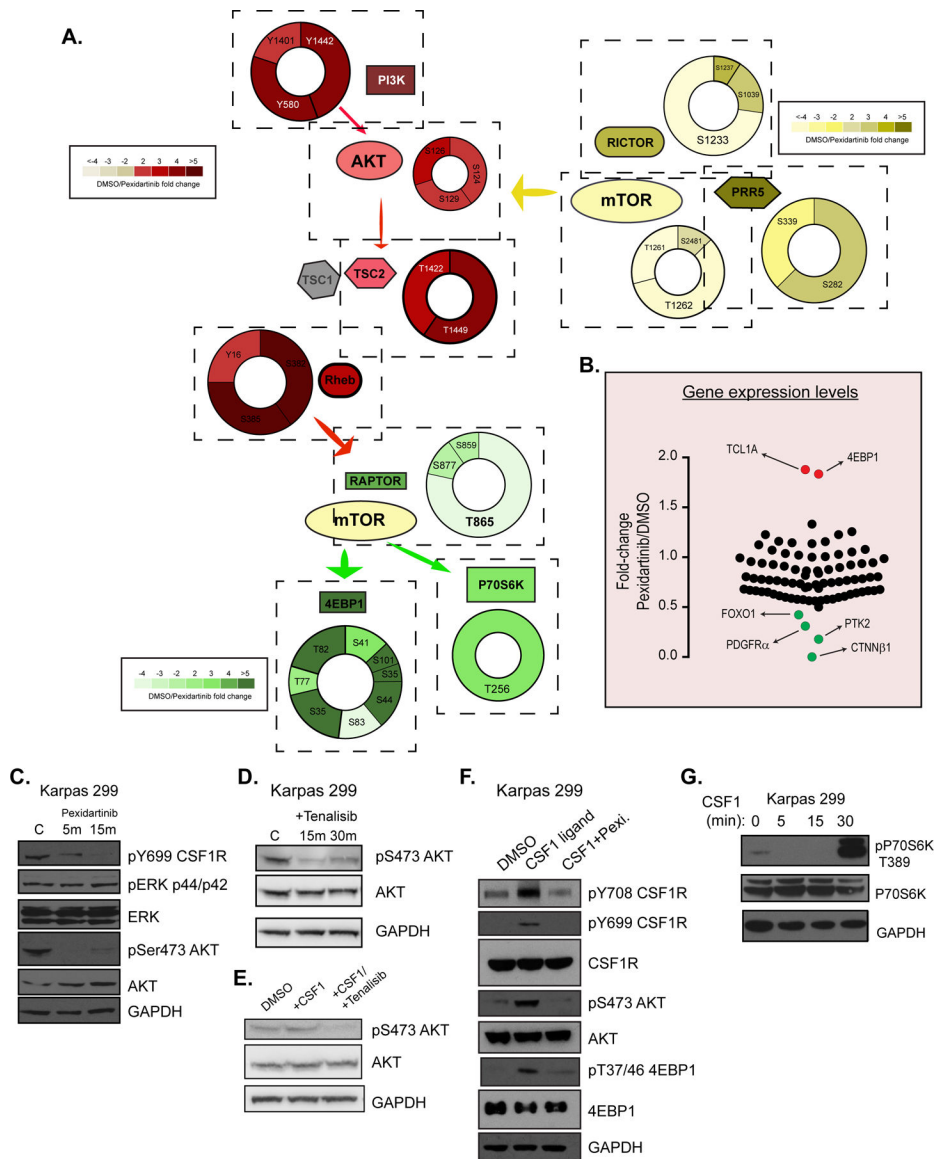 A.
Y1401
Y1442
Y580
PI3K
<-4 -3 -2 2 3 4 >5
DMSO/Pexidartinib fold change
AKT
S126
S124
S129
TSC1
TSC2
T1422
T1449
Y16
S382
S385
Rheb
S1237
S1039
S1233
RICTOR
<-4 -3 -2 2 3 4 >5
DMSO/Pexidartinib fold change
mTOR
PRR5
T1261
S2481
T1262
S339
S282
RAPTOR
S859
S877
T865
mTOR
4EBP1
P70S6K
T82
S41
S101
S35
T77
S44
S35
S83
T256
-4 -3 -2 2 3 4 >5
DMSO/Pexidartinib fold change
B.
Gene expression levels
Fold-change
Pexidartinib/DMSO
2.0
1.5
1.0
0.5
0.0
TCL1A
4EBP1
FOXO1
PTK2
PDGFRα
CTNNβ1
C.
Karpas 299
Pexidartinib
C 5m 15m
pY699 CSF1R
pERK p44/p42
ERK
pSer473 AKT
AKT
GAPDH
D.
Karpas 299
+Tenalisib
C 15m 30m
pS473 AKT
AKT
GAPDH
E.
DMSO
+CSF1
+CSF1/
+Tenalisib
pS473 AKT
AKT
GAPDH
F.
Karpas 299
DMSO
CSF1 ligand
CSF1+Pexi.
pY708 CSF1R
pY699 CSF1R
CSF1R
pS473 AKT
AKT
pT37/46 4EBP1
4EBP1
GAPDH
G.
CSF1 Karpas 299
(min): 0 5 15 30
pP70S6K
T389
P70S6K
GAPDH